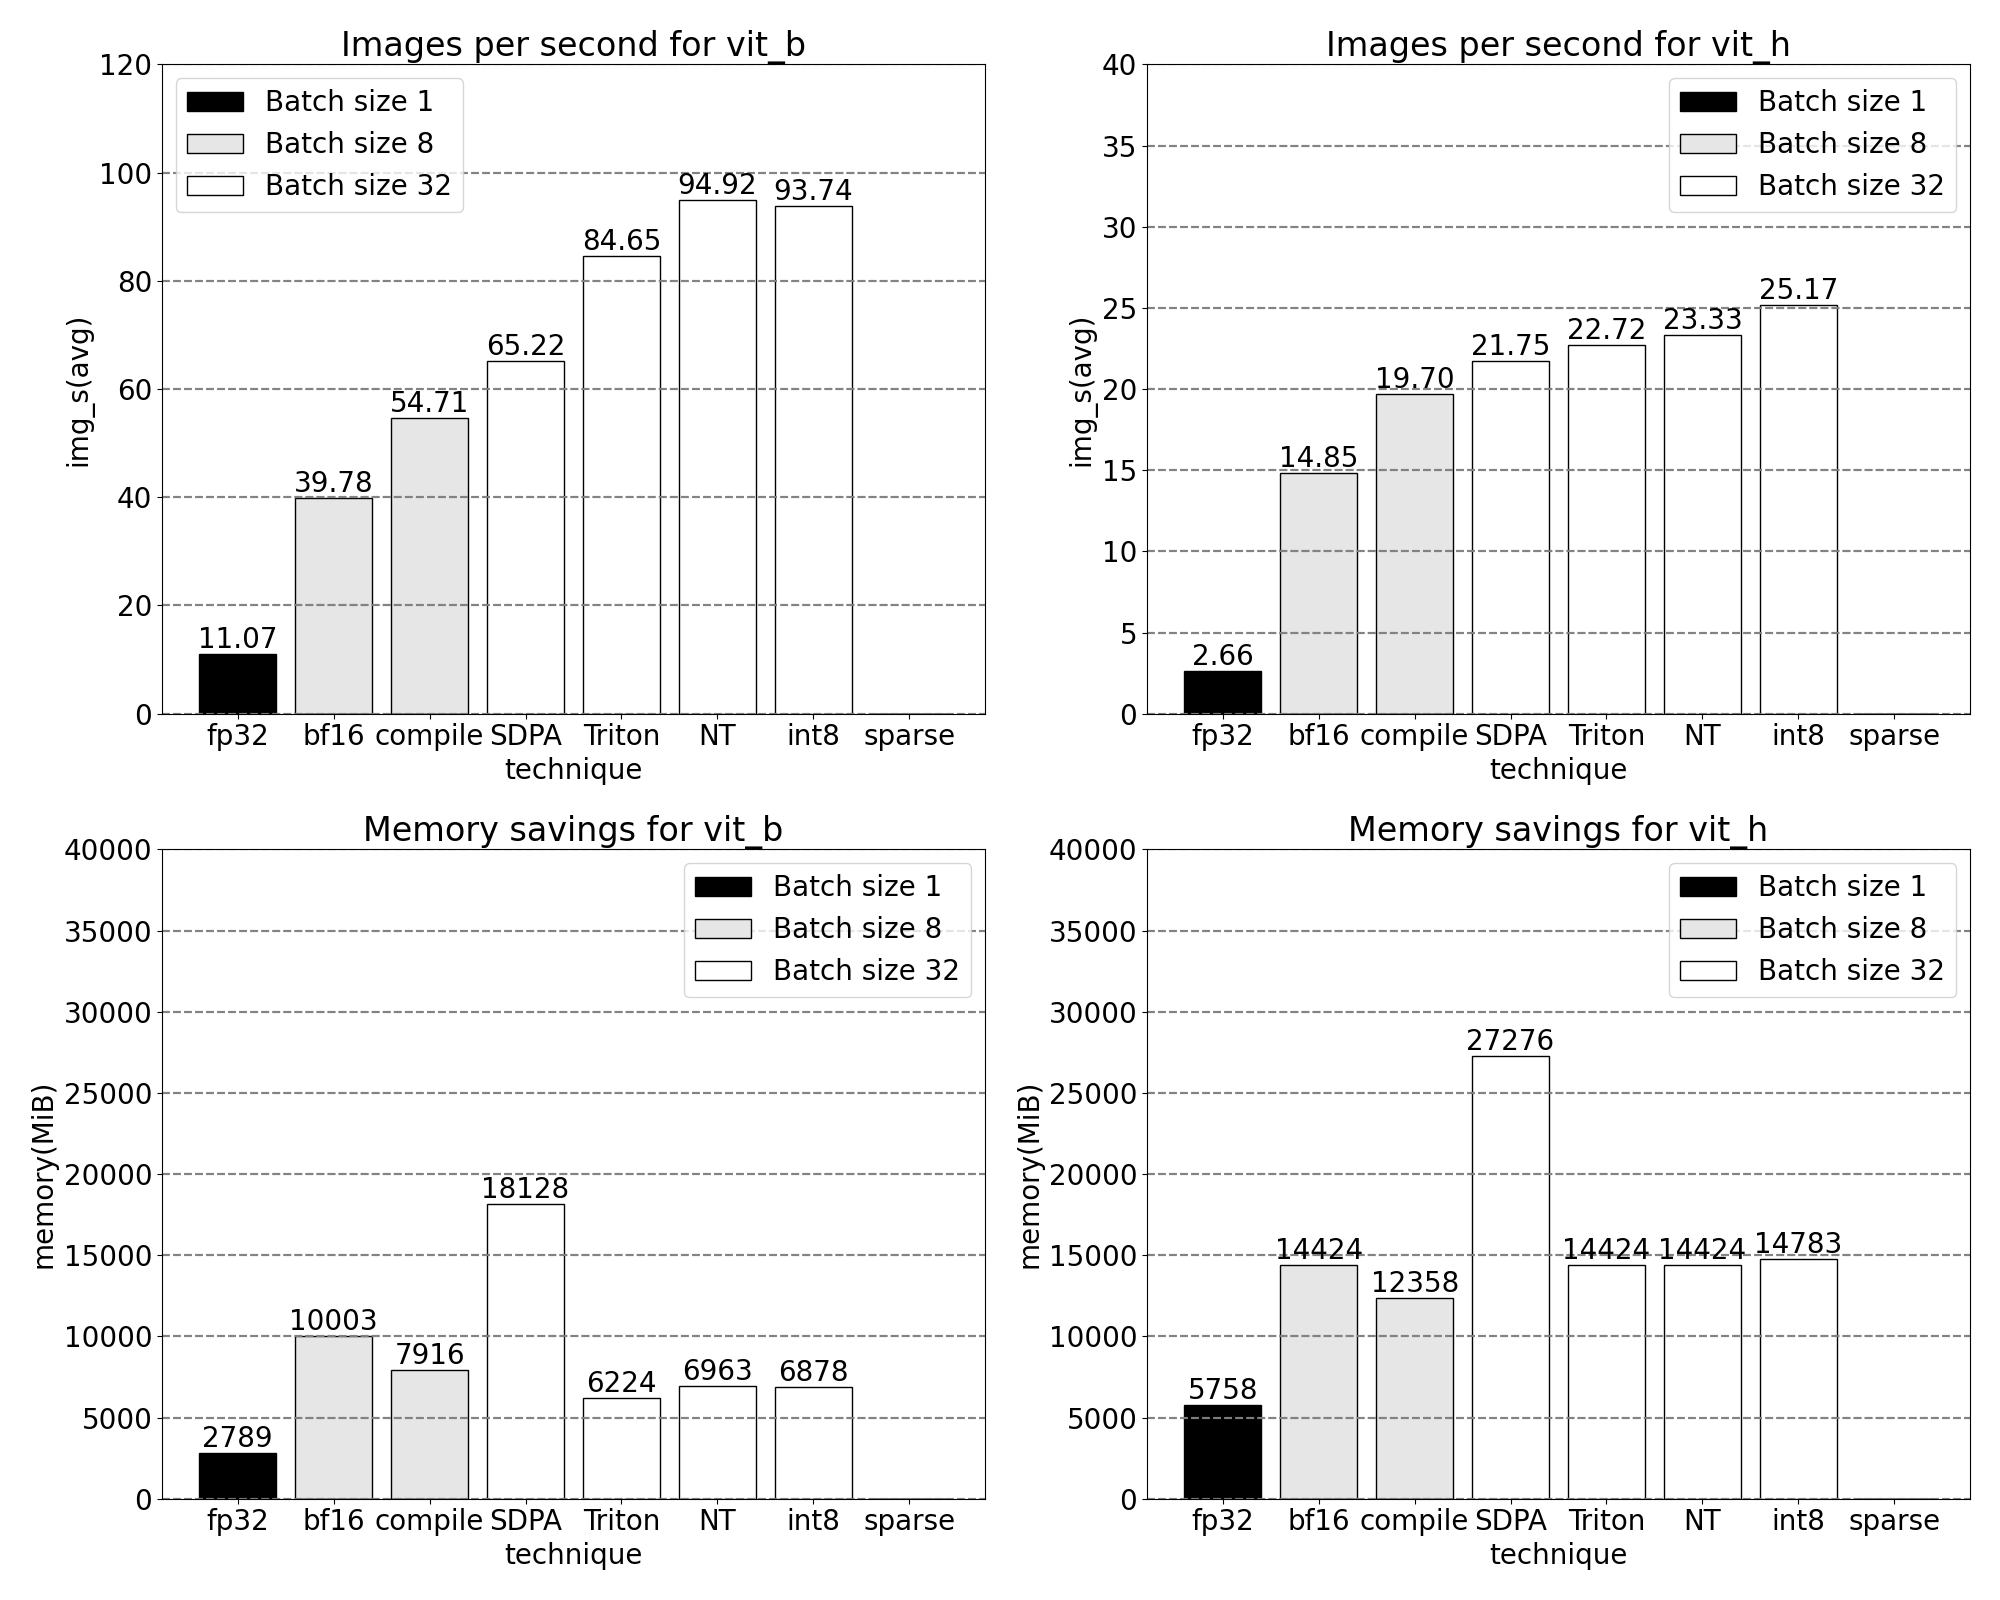 Images per second for vit_b
120
100
80
60
40
20
0
img_s(avg)
Batch size 1
Batch size 8
Batch size 32
11.07
39.78
54.71
65.22
84.65
94.92
93.74
fp32 bf16 compile SDPA Triton NT int8 sparse
technique
Images per second for vit_h
40
35
30
25
20
15
10
5
0
img_s(avg)
Batch size 1
Batch size 8
Batch size 32
2.66
14.85
19.70
21.75
22.72
23.33
25.17
fp32 bf16 compile SDPA Triton NT int8 sparse
technique
Memory savings for vit_b
40000
35000
30000
25000
20000
15000
10000
5000
0
memory(MiB)
Batch size 1
Batch size 8
Batch size 32
2789
10003
7916
18128
6224
6963
6878
fp32 bf16 compile SDPA Triton NT int8 sparse
technique
Memory savings for vit_h
40000
35000
30000
25000
20000
15000
10000
5000
0
memory(MiB)
Batch size 1
Batch size 8
Batch size 32
5758
14424
12358
27276
14424
14424
14783
fp32 bf16 compile SDPA Triton NT int8 sparse
technique